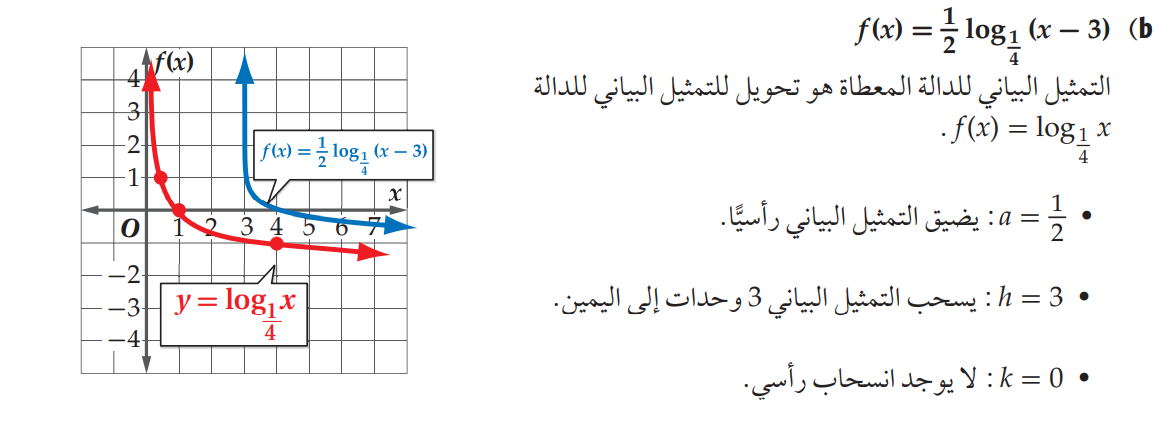 b) f(x) = 1/2 log_{1/4} (x − 3)
التمثيل البياني للدالة المعطاة هو تحويل للتمثيل البياني للدالة
f(x) = log_{1/4} x .
• a = 1/2 : يضيق التمثيل البياني رأسيًّا.
• h = 3 : يسحب التمثيل البياني 3 وحدات إلى اليمين.
• k = 0 : لا يوجد انسحاب رأسي.
f(x)
4
3
2
1
f(x) = 1/2 log_{1/4} (x − 3)
x
O 1 2 3 4 5 6 7
−2
−3
−4
y = log_{1/4} x